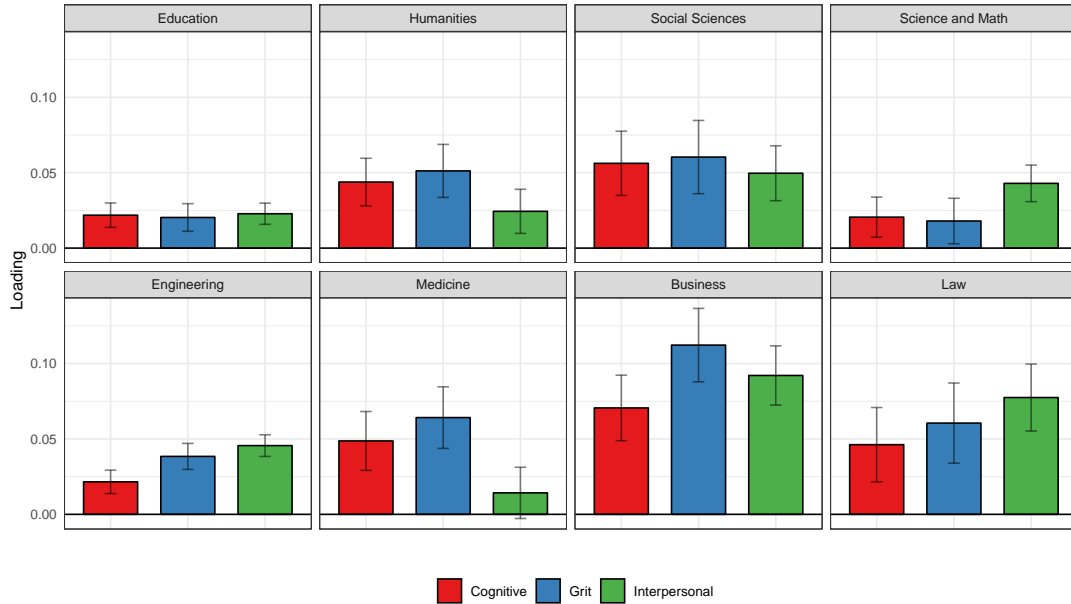 Education
Humanities
Social Sciences
Science and Math
0.10
0.05
0.00
Loading
Engineering
Medicine
Business
Law
0.10
0.05
0.00
Cognitive
Grit
Interpersonal